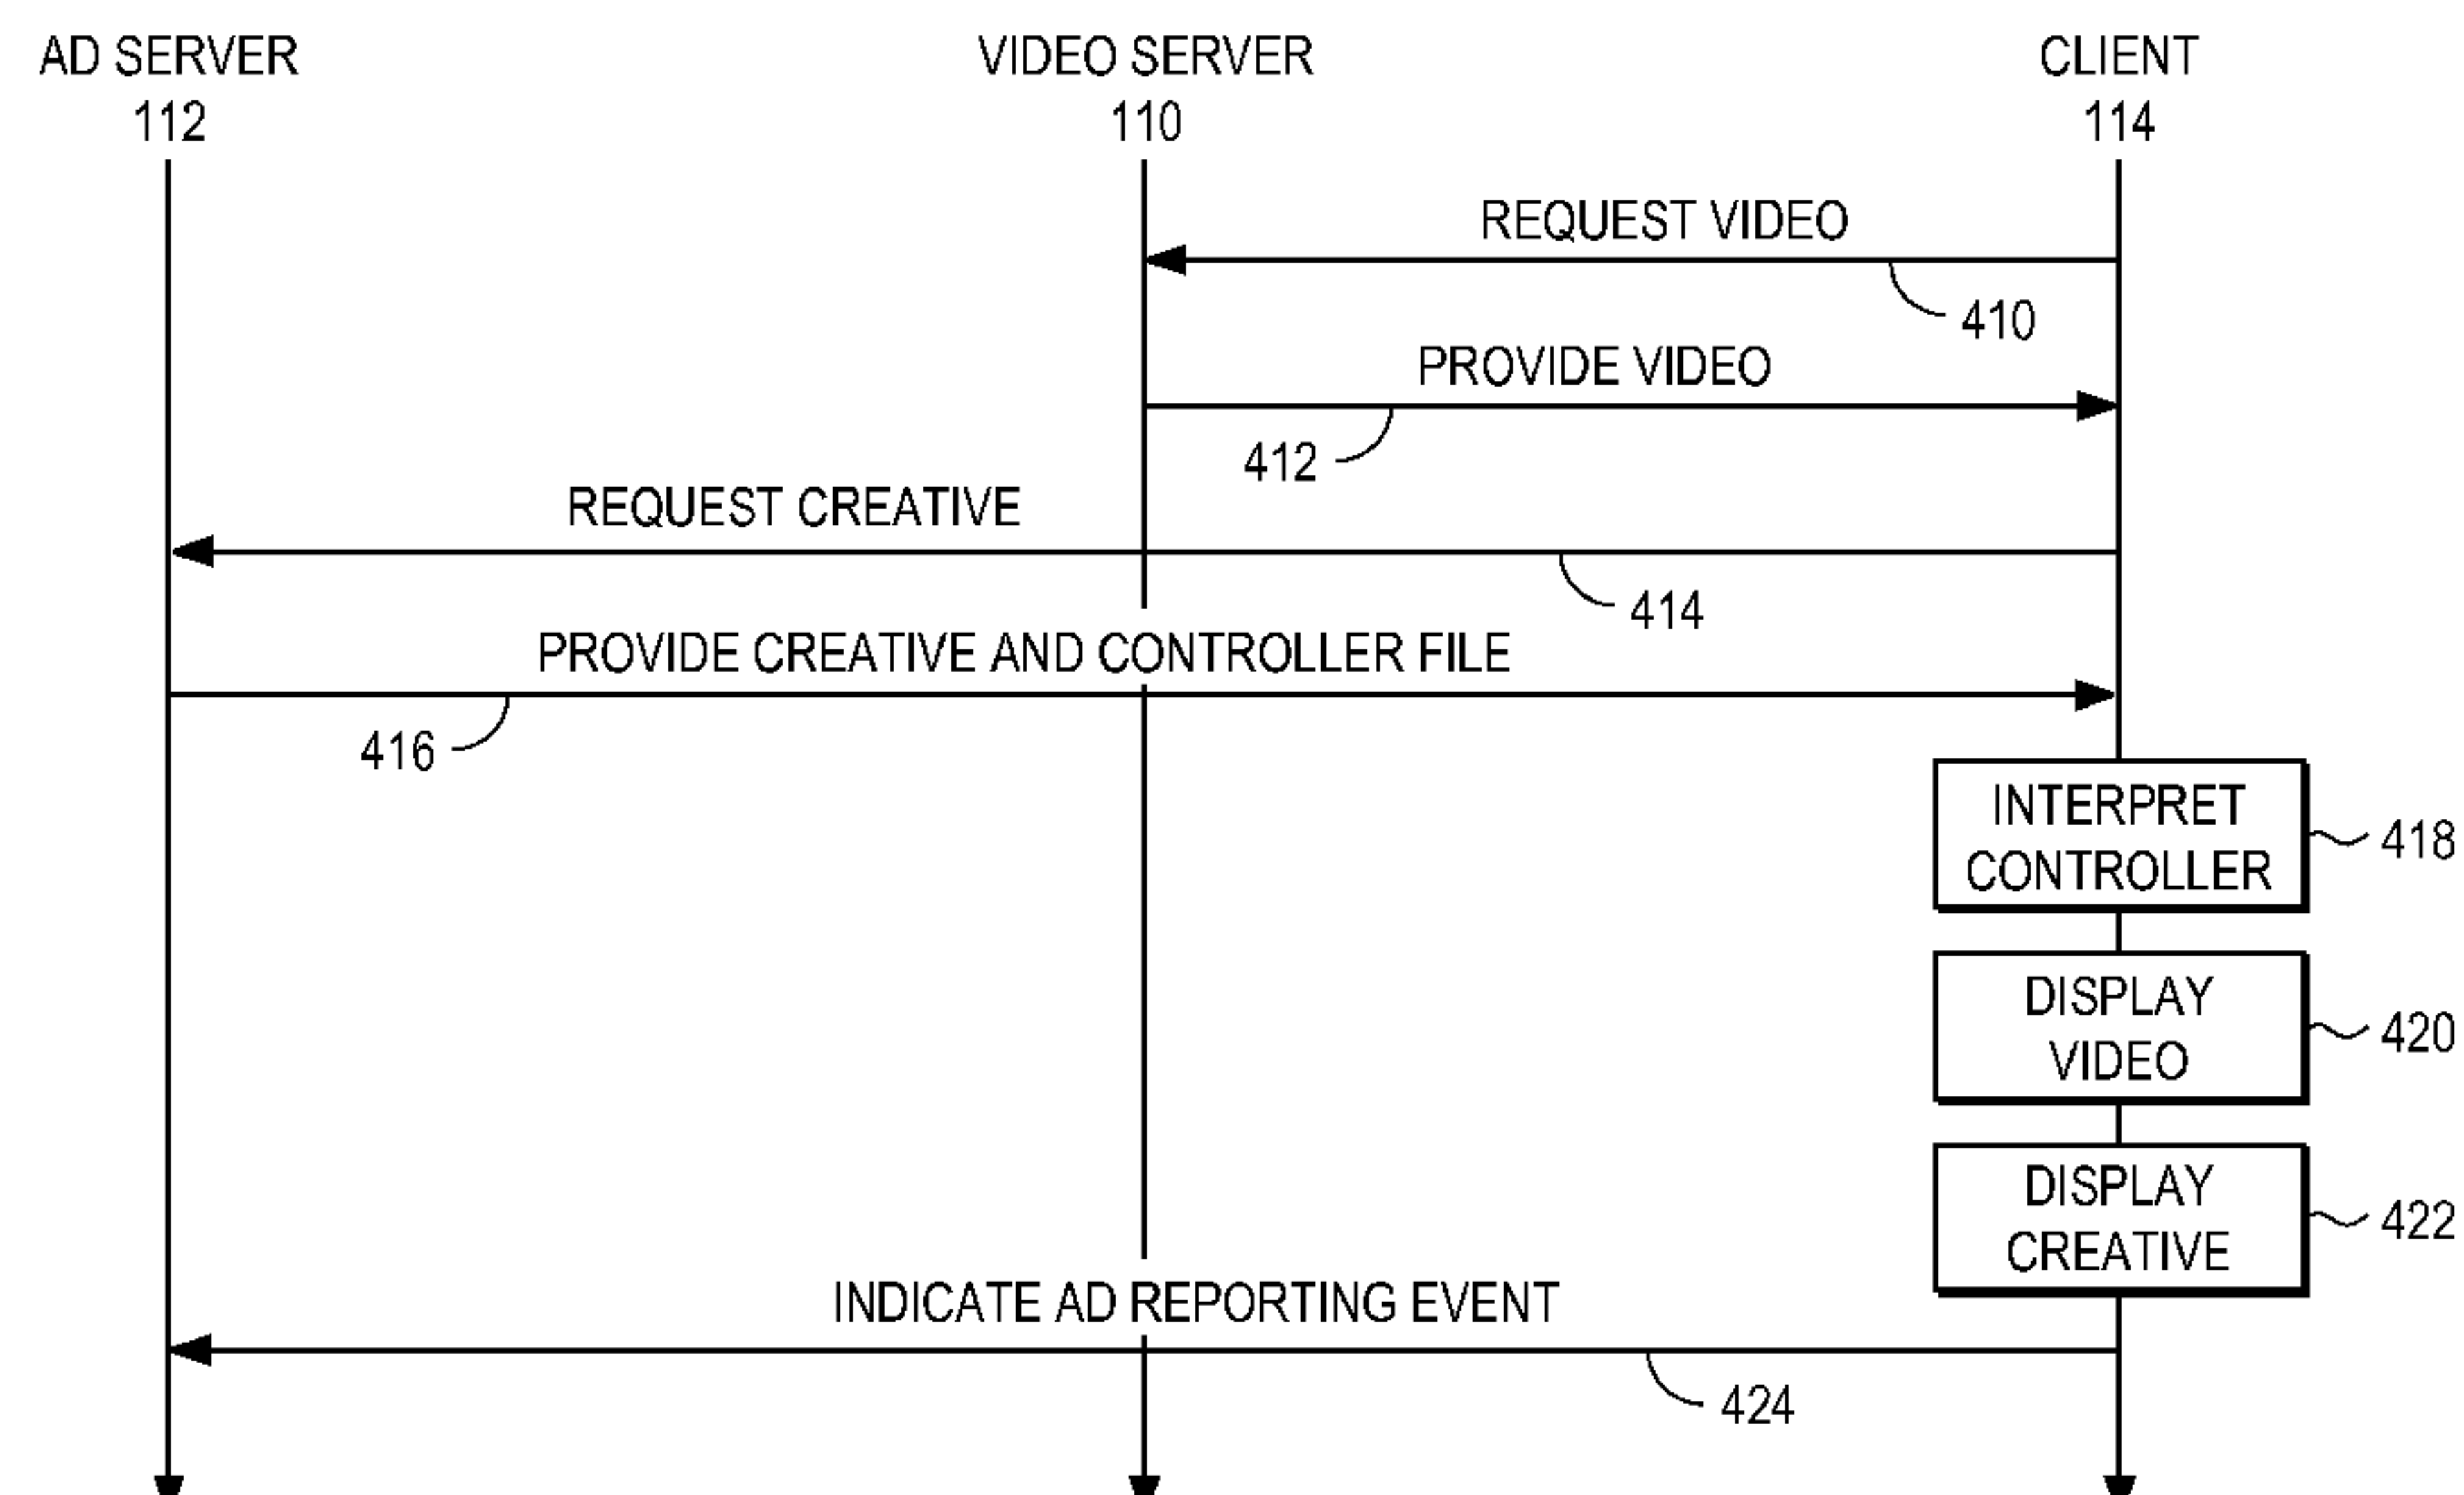 AD SERVER
112
VIDEO SERVER
110
CLIENT
114
REQUEST VIDEO
410
PROVIDE VIDEO
412
REQUEST CREATIVE
414
PROVIDE CREATIVE AND CONTROLLER FILE
416
INTERPRET
CONTROLLER
418
DISPLAY
VIDEO
420
DISPLAY
CREATIVE
422
INDICATE AD REPORTING EVENT
424